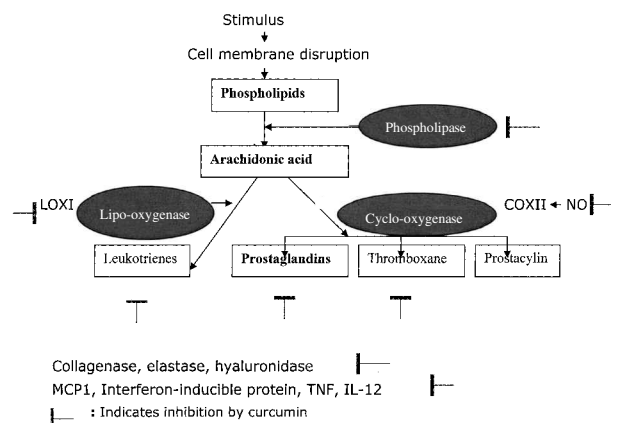 Stimulus
Cell membrane disruption
Phospholipids
Phospholipase
Arachidonic acid
LOXI
Lipo-oxygenase
Cyclo-oxygenase
COXII
NO
Leukotrienes
Prostaglandins
Thromboxane
Prostacylin
Collagenase, elastase, hyaluronidase
MCP1, Interferon-inducible protein, TNF, IL-12
: Indicates inhibition by curcumin